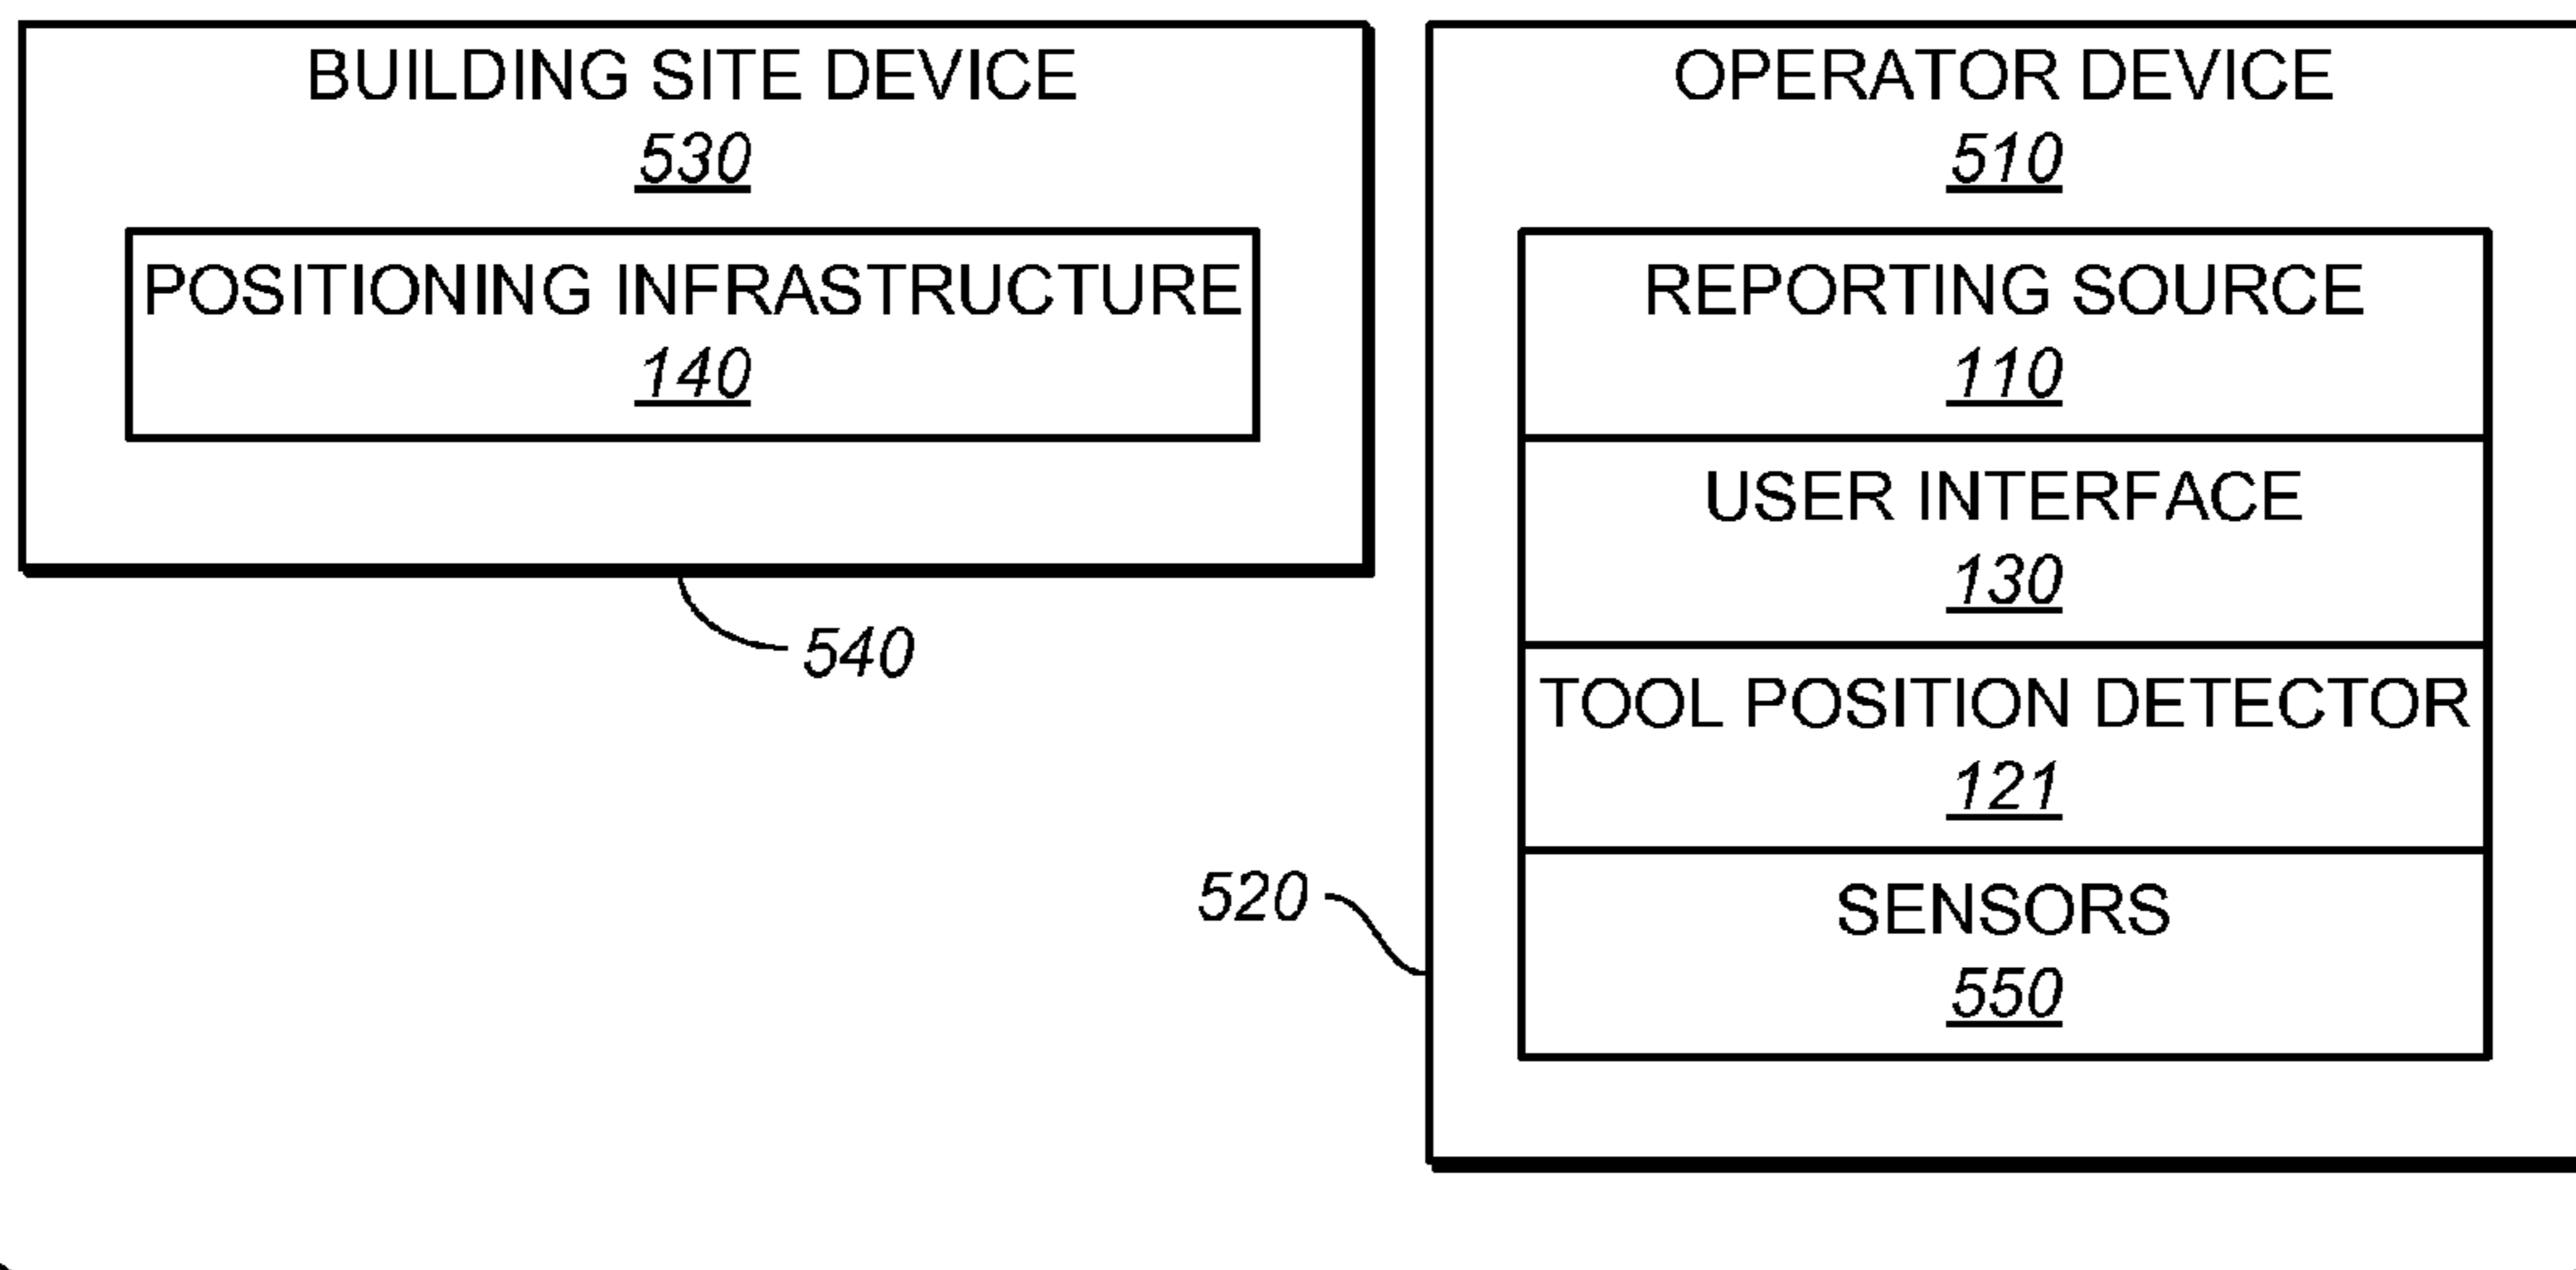 BUILDING SITE DEVICE
530
POSITIONING INFRASTRUCTURE
140
540
OPERATOR DEVICE
510
REPORTING SOURCE
110
USER INTERFACE
130
TOOL POSITION DETECTOR
121
SENSORS
550
520